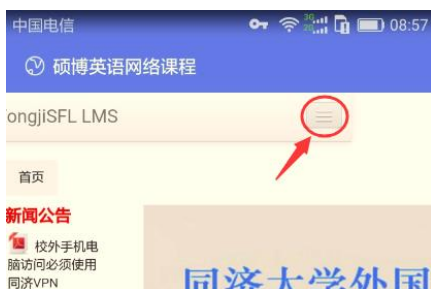 中国电信
3G
2G
08:57
硕博英语网络课程
ongjiSFL LMS
首页
新闻公告
校外手机电
脑访问必须使用
同济VPN
同济大学外国